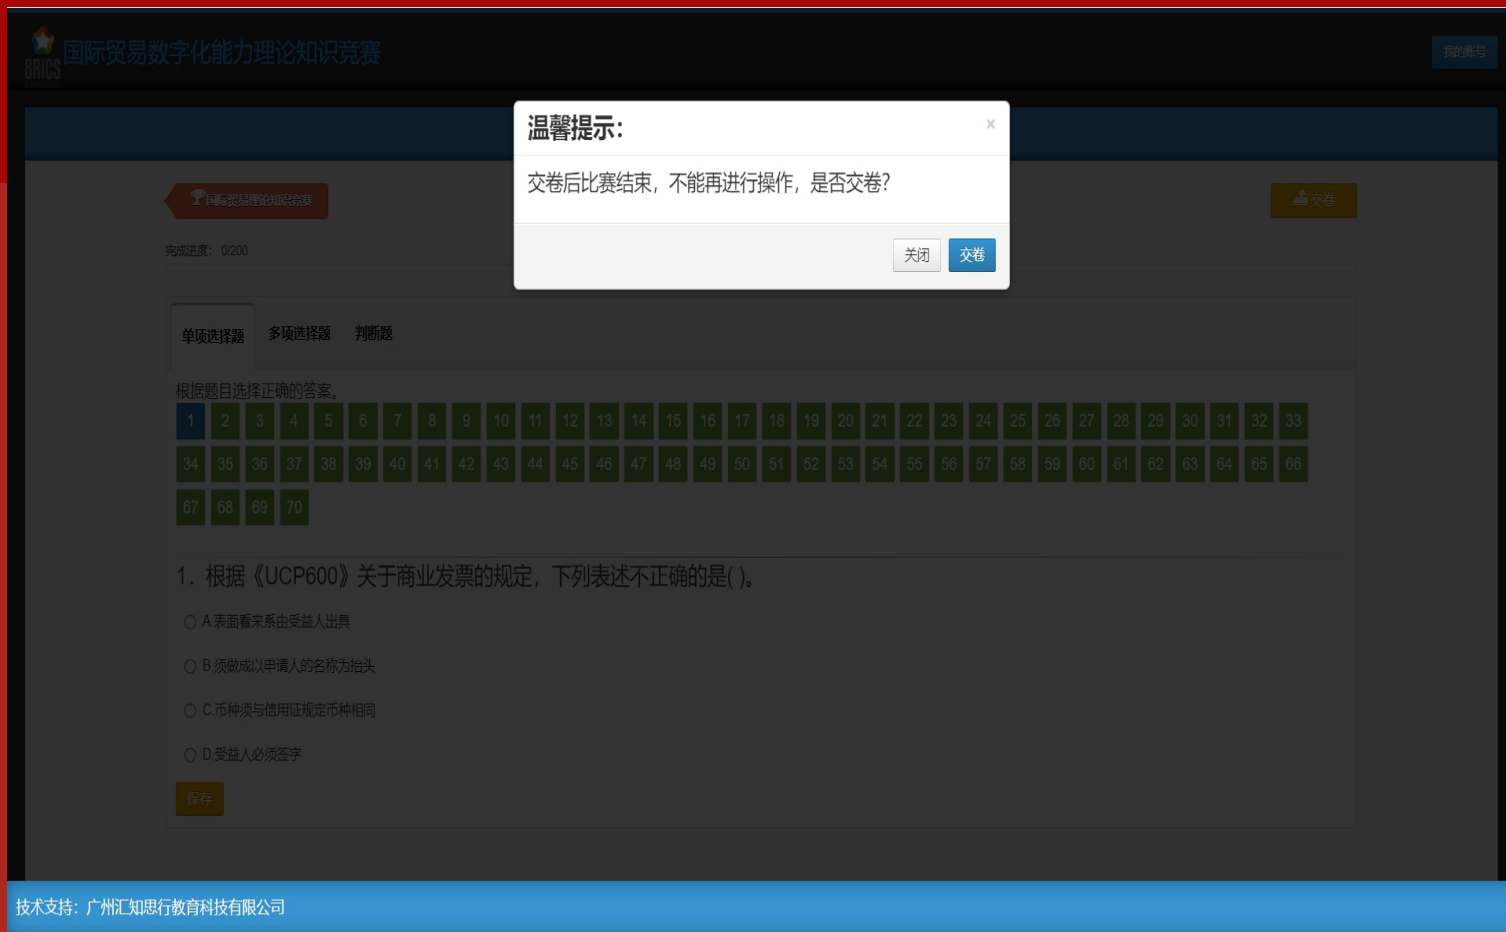 BRICS
国际贸易数字化能力理论知识竞赛
我的账号
温馨提示：
×
交卷后比赛结束，不能再进行操作，是否交卷？
关闭 交卷
国际贸易理论知识竞赛
交卷
完成进度： 0/200
单项选择题 多项选择题 判断题
根据题目选择正确的答案。
1 2 3 4 5 6 7 8 9 10 11 12 13 14 15 16 17 18 19 20 21 22 23 24 25 26 27 28 29 30 31 32 33
34 35 36 37 38 39 40 41 42 43 44 45 46 47 48 49 50 51 52 53 54 55 56 57 58 59 60 61 62 63 64 65 66
67 68 69 70
1. 根据《UCP600》关于商业发票的规定，下列表述不正确的是( )。
A.表面看来系由受益人出具
B.须做成以申请人的名称为抬头
C.币种须与信用证规定币种相同
D.受益人必须签字
保存
技术支持：广州汇知思行教育科技有限公司